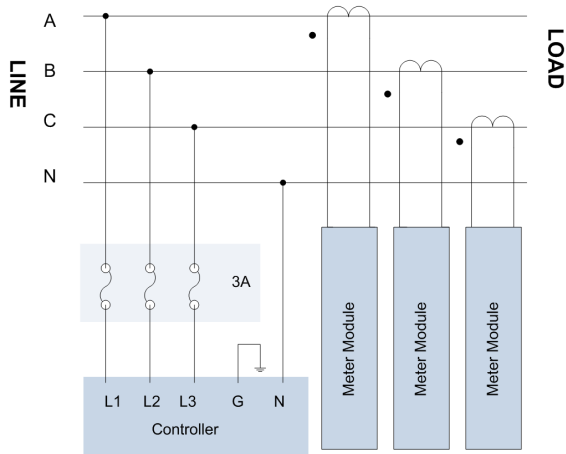 A
LINE
LOAD
B
C
N
3A
L1 L2 L3 G N
Controller
Meter Module
Meter Module
Meter Module